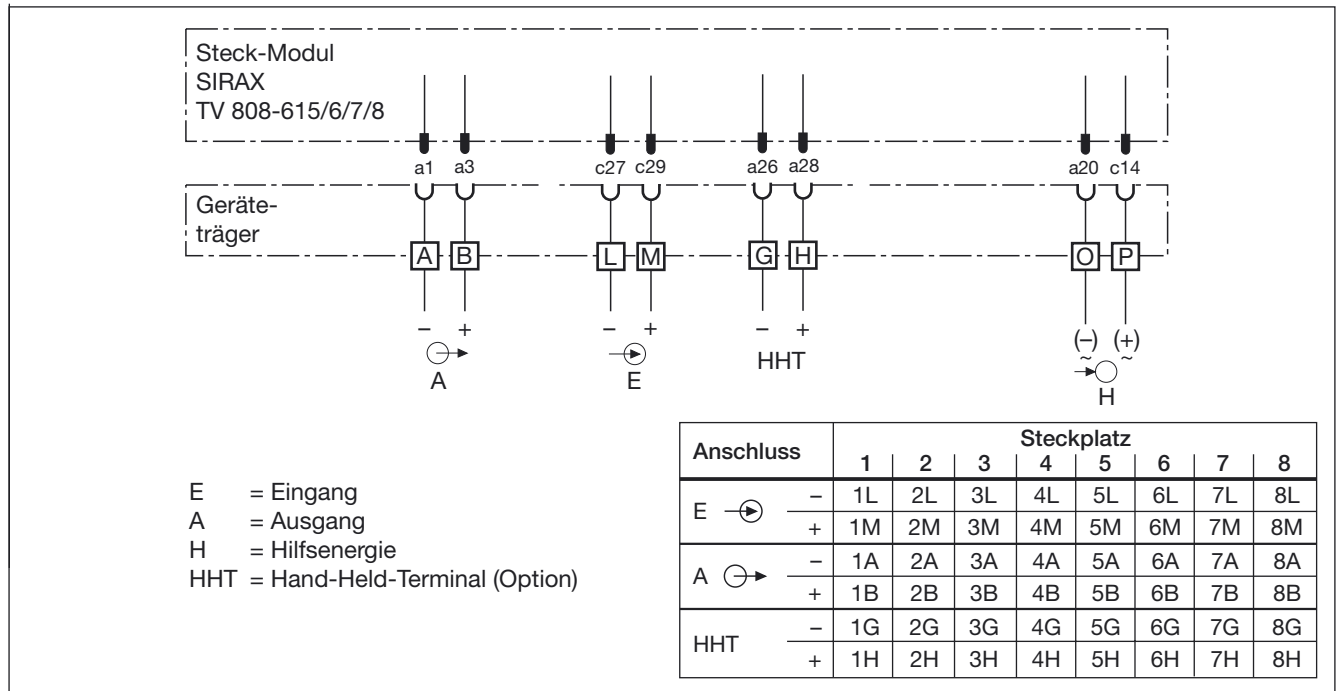 Steck-Modul
SIRAX
TV 808-615/6/7/8
a1 a3 c27 c29 a26 a28 a20 c14
Geräte-
träger
A B L M G H O P
– + – + – + (–) (+)
~ ~
A E HHT H
E = Eingang
A = Ausgang
H = Hilfsenergie
HHT = Hand-Held-Terminal (Option)
Anschluss Steckplatz
1 2 3 4 5 6 7 8
E – 1L 2L 3L 4L 5L 6L 7L 8L
+ 1M 2M 3M 4M 5M 6M 7M 8M
A – 1A 2A 3A 4A 5A 6A 7A 8A
+ 1B 2B 3B 4B 5B 6B 7B 8B
HHT – 1G 2G 3G 4G 5G 6G 7G 8G
+ 1H 2H 3H 4H 5H 6H 7H 8H